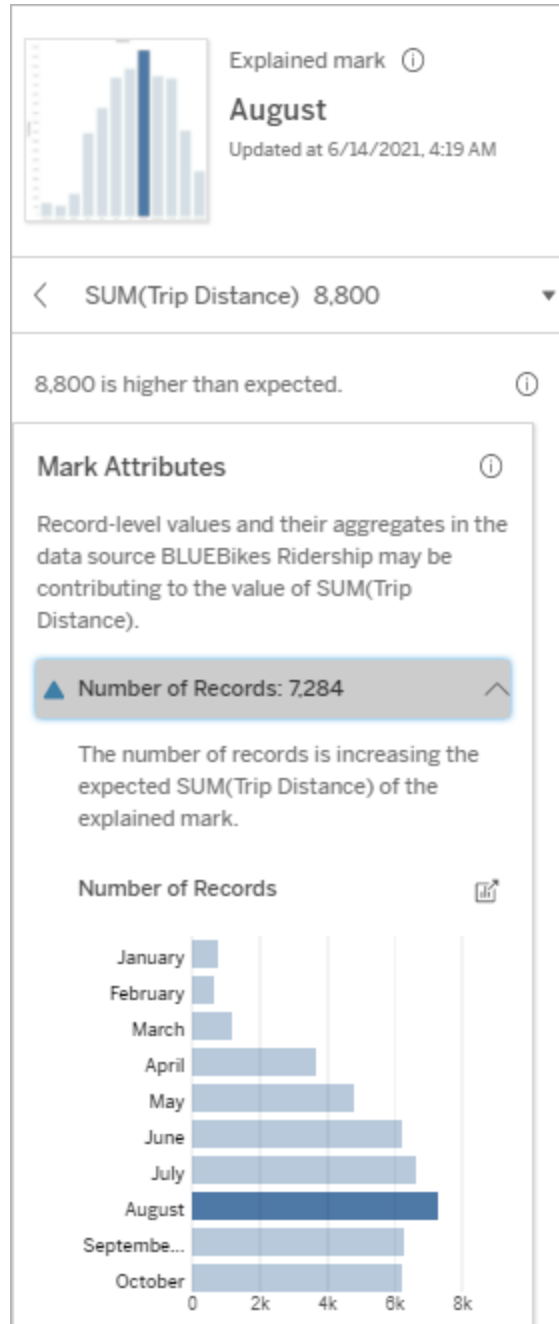 Explained mark
August
Updated at 6/14/2021, 4:19 AM
SUM(Trip Distance) 8,800
8,800 is higher than expected.
Mark Attributes
Record-level values and their aggregates in the
data source BLUEBikes Ridership may be
contributing to the value of SUM(Trip
Distance).
Number of Records: 7,284
The number of records is increasing the
expected SUM(Trip Distance) of the
explained mark.
Number of Records
January
February
March
April
May
June
July
August
Septembe...
October
0 2k 4k 6k 8k